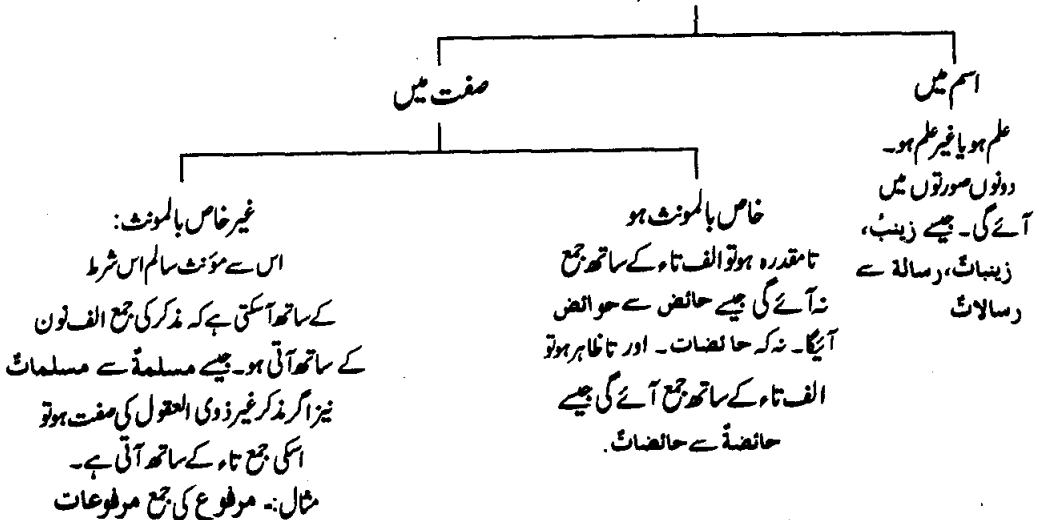 اسم میں
علم ہو یا غیر علم ہو۔
دونوں صورتوں میں
آئے گی۔ جیسے زینبُ،
زینباتٌ، رسالة سے
رسالاتٌ
صفت میں
خاص بالمونث ہو
تا مقدرہ ہو تو الف تاء کے ساتھ جمع
نہ آئے گی جیسے حائض سے حوائض
آئیگا۔ نہ کہ حائضات۔ اور تا ظاہر ہو تو
الف تاء کے ساتھ جمع آئے گی جیسے
حائضةٌ سے حائضاتٌ.
غیر خاص بالمونث:
اس سے مؤنث سالم اس شرط
کے ساتھ آسکتی ہے کہ مذکر کی جمع الف نون
کے ساتھ آتی ہو۔ جیسے مسلمةٌ سے مسلماتٌ
نیز اگر مذکر غیر ذوی العقول کی صفت ہو تو
اسکی جمع تاء کے ساتھ آتی ہے۔
مثال:۔ مرفوع کی جمع مرفوعات